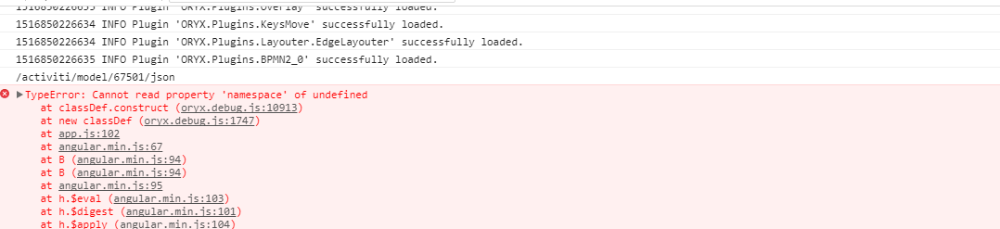 1516850226633 INFO Plugin 'ORYX.Plugins.Overlay' successfully loaded.
1516850226634 INFO Plugin 'ORYX.Plugins.KeysMove' successfully loaded.
1516850226634 INFO Plugin 'ORYX.Plugins.Layouter.EdgeLayouter' successfully loaded.
1516850226635 INFO Plugin 'ORYX.Plugins.BPMN2_0' successfully loaded.
/activiti/model/67501/json
TypeError: Cannot read property 'namespace' of undefined
at classDef.construct (oryx.debug.js:10913)
at new classDef (oryx.debug.js:1747)
at app.js:102
at angular.min.js:67
at B (angular.min.js:94)
at B (angular.min.js:94)
at angular.min.js:95
at h.$eval (angular.min.js:103)
at h.$digest (angular.min.js:101)
at h.$apply (angular.min.js:104)